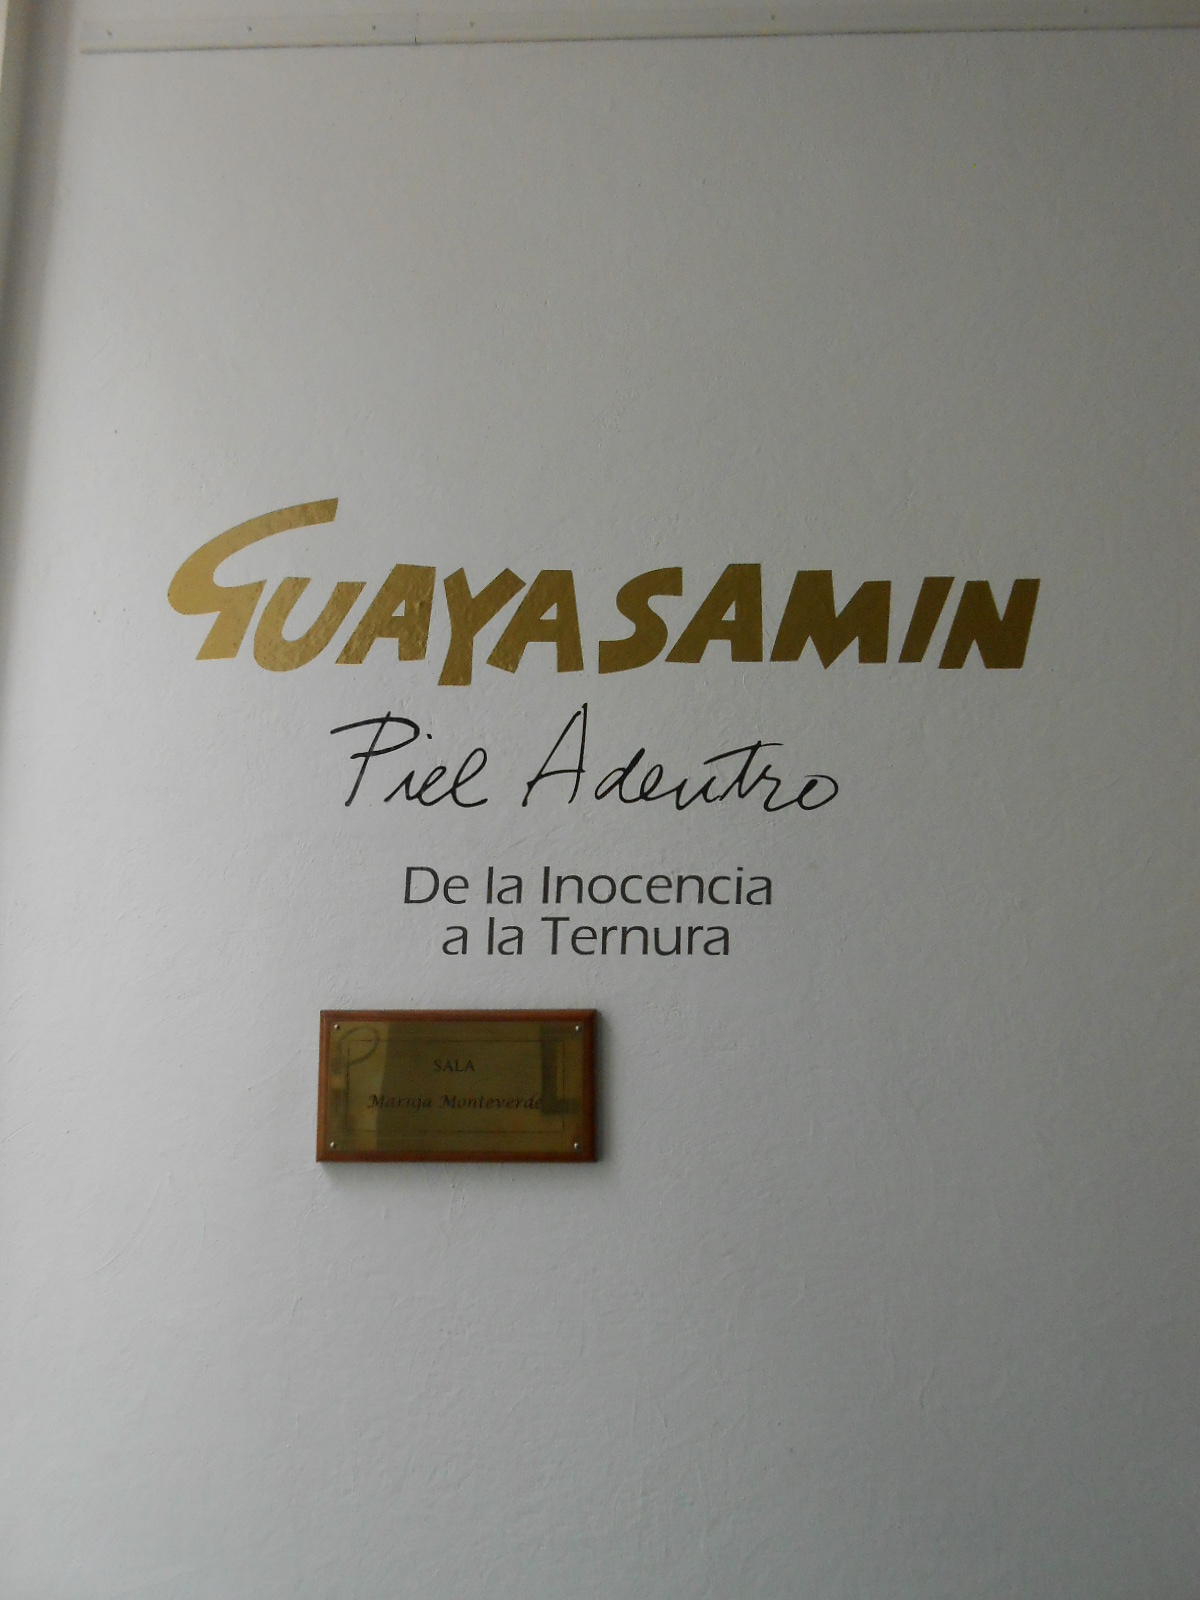 GUAYASAMIN
Piel Adentro
De la Inocencia
a la Ternura
SALA
Maruja Monteverde